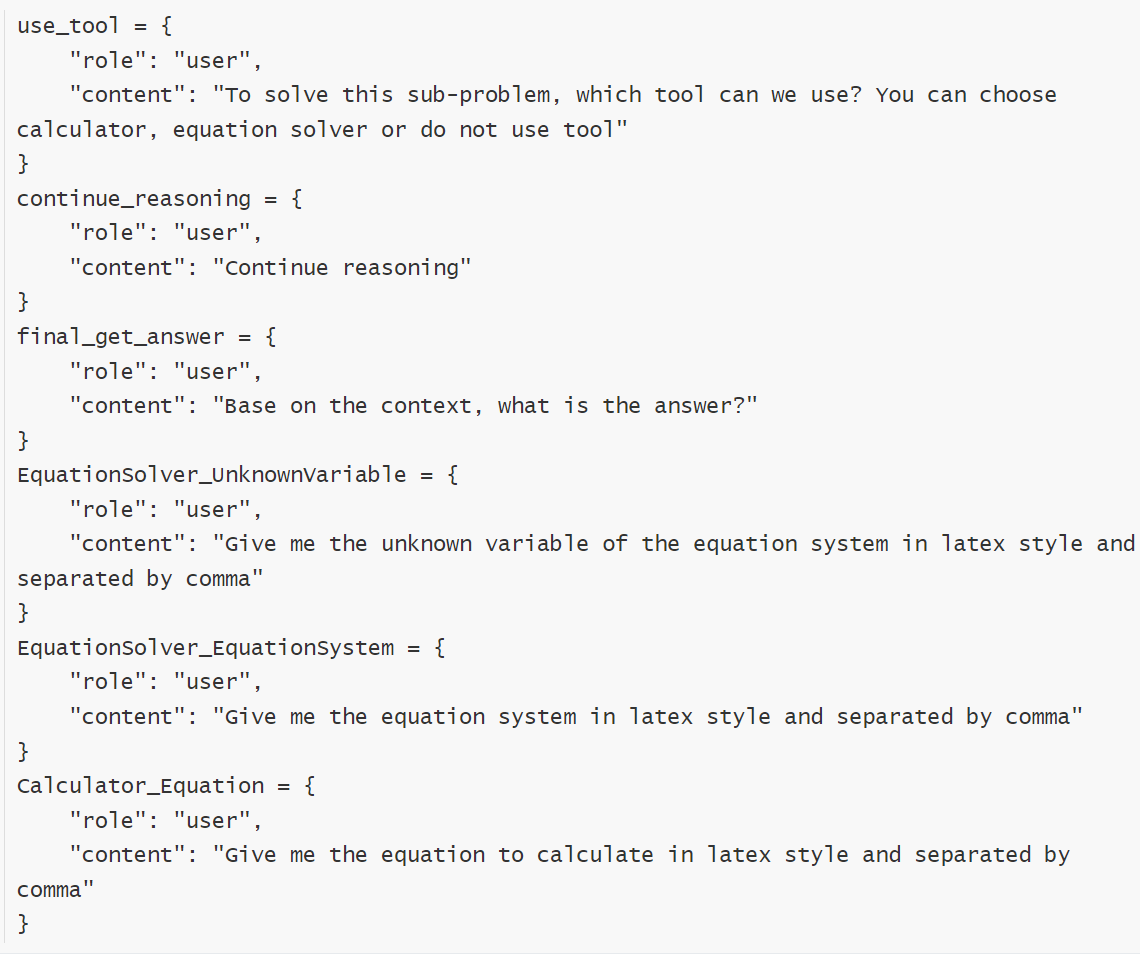 use_tool = {
    "role": "user",
    "content": "To solve this sub-problem, which tool can we use? You can choose
calculator, equation solver or do not use tool"
}
continue_reasoning = {
    "role": "user",
    "content": "Continue reasoning"
}
final_get_answer = {
    "role": "user",
    "content": "Base on the context, what is the answer?"
}
EquationSolver_UnknownVariable = {
    "role": "user",
    "content": "Give me the unknown variable of the equation system in latex style and
separated by comma"
}
EquationSolver_EquationSystem = {
    "role": "user",
    "content": "Give me the equation system in latex style and separated by comma"
}
Calculator_Equation = {
    "role": "user",
    "content": "Give me the equation to calculate in latex style and separated by
comma"
}